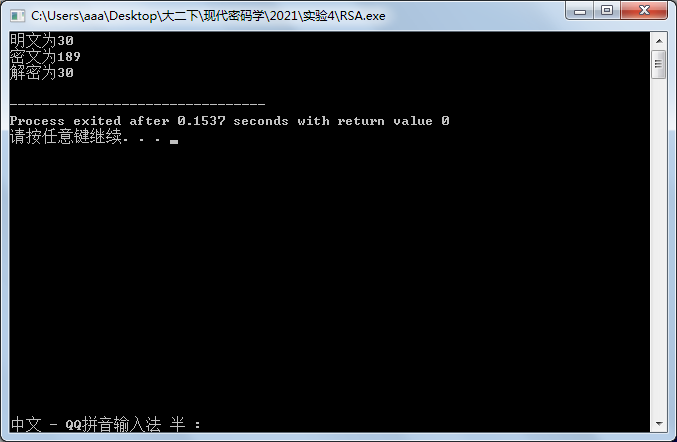 C:\Users\aaa\Desktop\大二下\现代密码学\2021\实验4\RSA.exe
明文为30
密文为189
解密为30
--------------------------------
Process exited after 0.1537 seconds with return value 0
请按任意键继续. . .
中文 - QQ拼音输入法 半 :